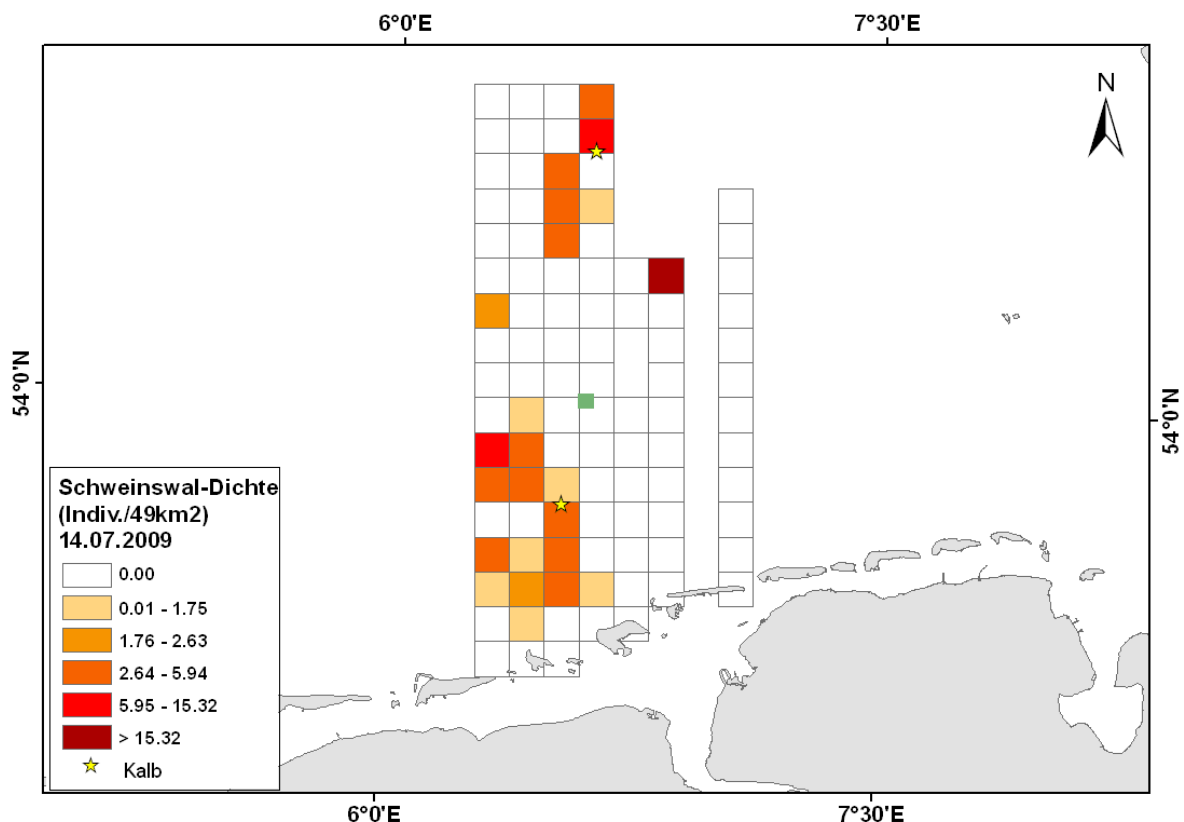 6°0'E
7°30'E
N
54°0'N
54°0'N
Schweinswal-Dichte
(Indiv./49km2)
14.07.2009
0.00
0.01 - 1.75
1.76 - 2.63
2.64 - 5.94
5.95 - 15.32
> 15.32
Kalb
6°0'E
7°30'E